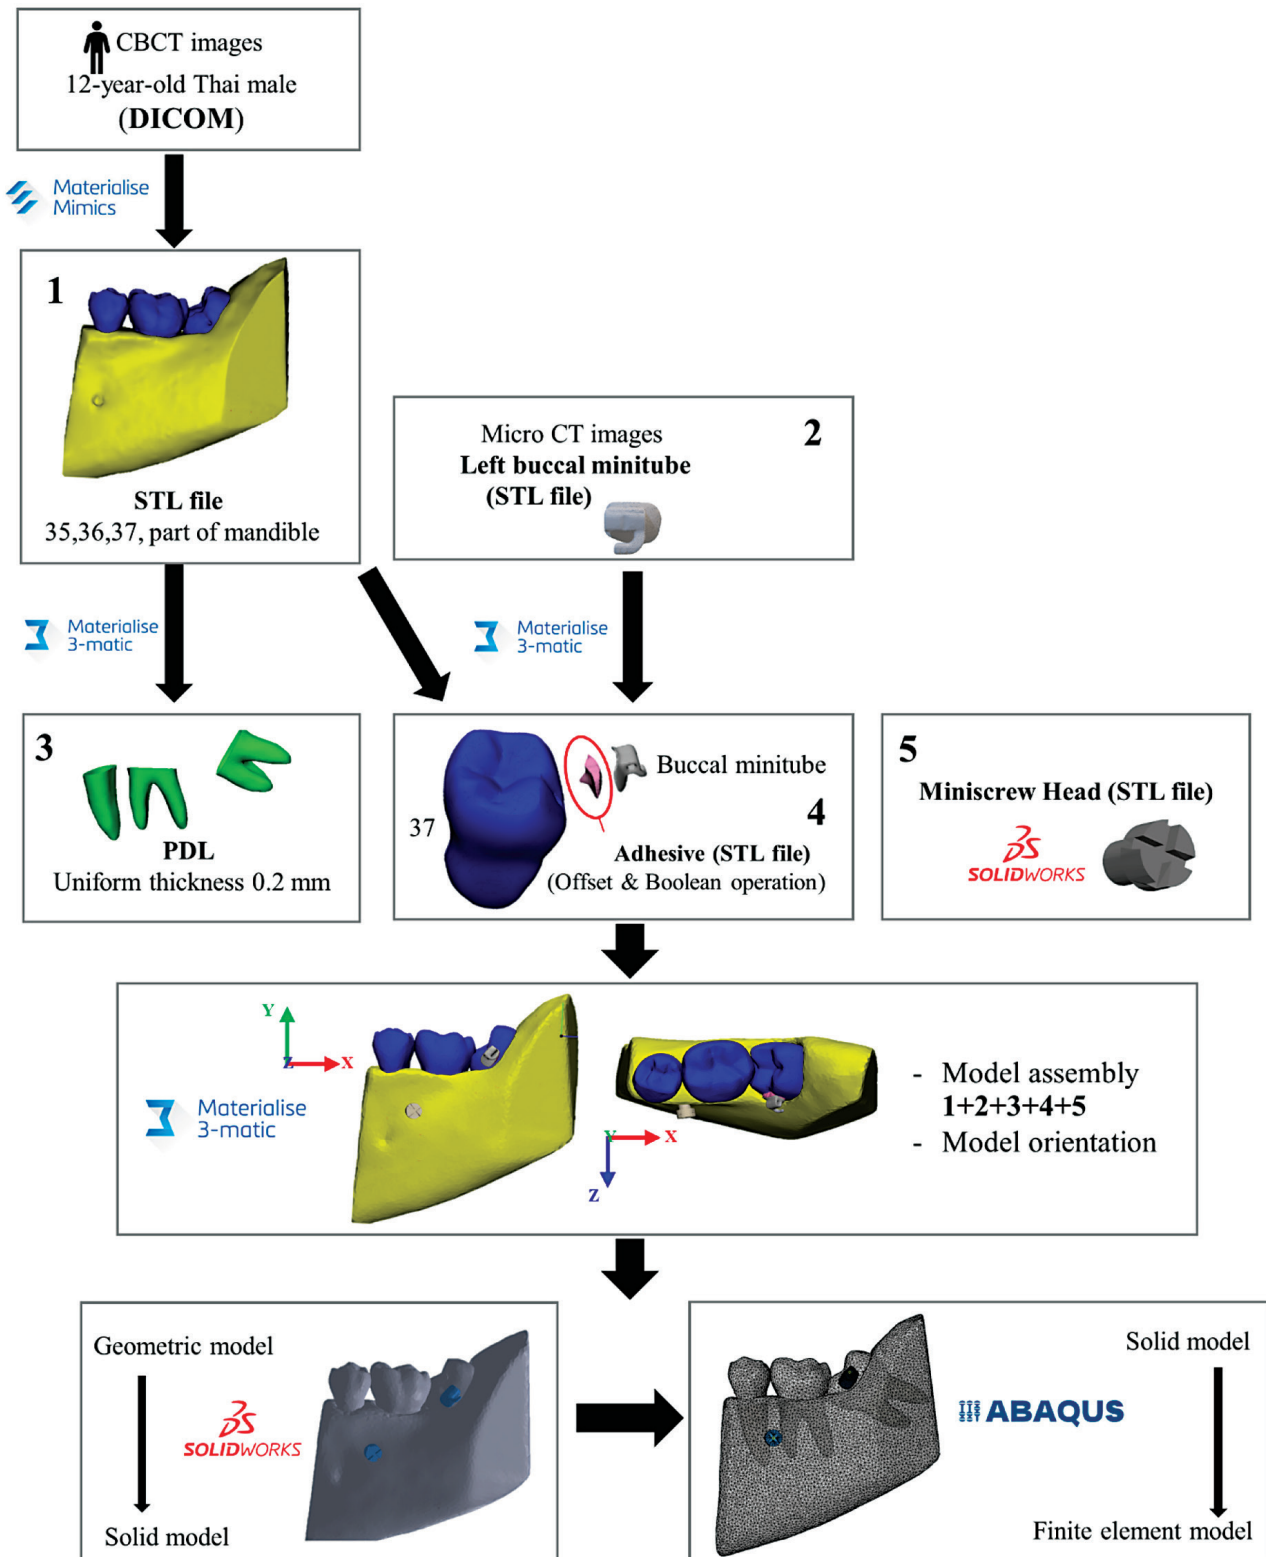 CBCT images
12-year-old Thai male
(DICOM)
Materialise
Mimics
1
STL file
35,36,37, part of mandible
2
Micro CT images
Left buccal minitube
(STL file)
Materialise
3-matic
Materialise
3-matic
3
PDL
Uniform thickness 0.2 mm
37
Buccal minitube
4
Adhesive (STL file)
(Offset & Boolean operation)
5
Miniscrew Head (STL file)
SOLIDWORKS
Y
Z
X
Materialise
3-matic
Y
X
Z
- Model assembly
1+2+3+4+5
- Model orientation
Geometric model
SOLIDWORKS
Solid model
Solid model
ABAQUS
Finite element model